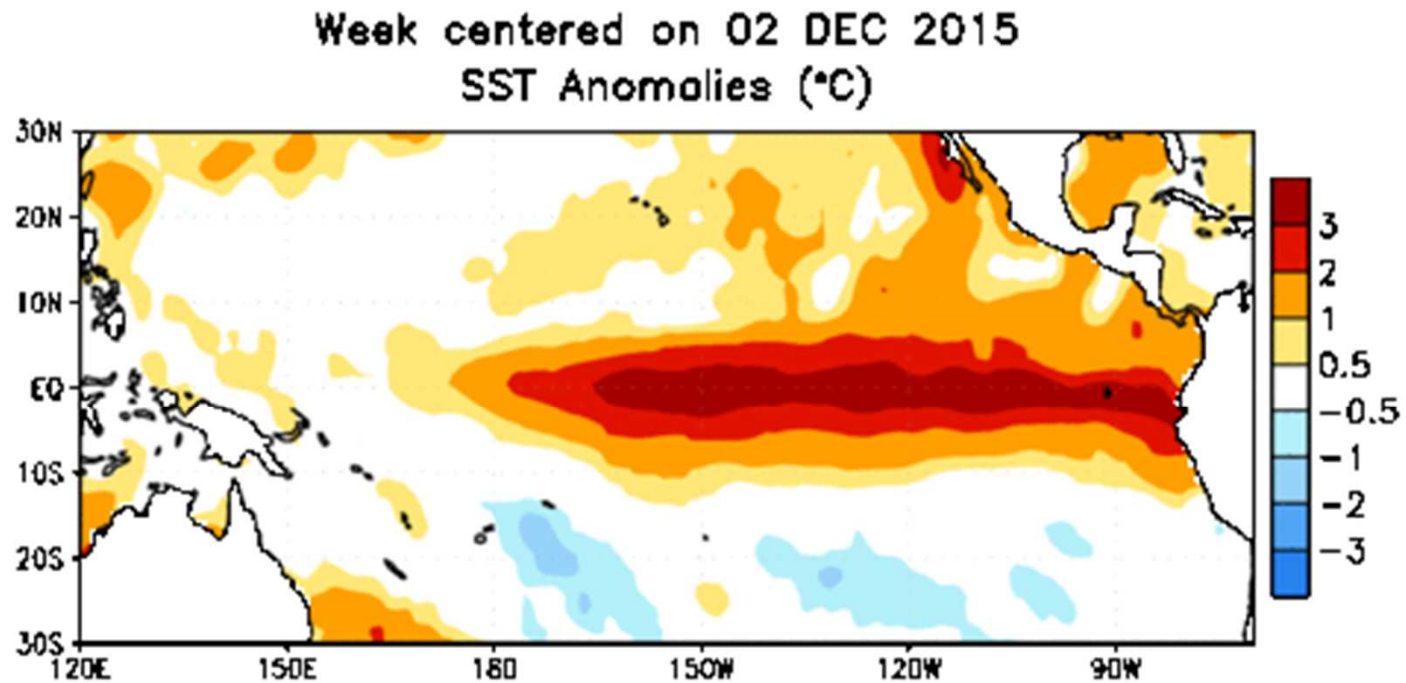 Week centered on 02 DEC 2015
SST Anomalies (°C)
30N
20N
10N
EQ
10S
20S
30S
120E 150E 180 150W 120W 90W
3
2
1
0.5
-0.5
-1
-2
-3